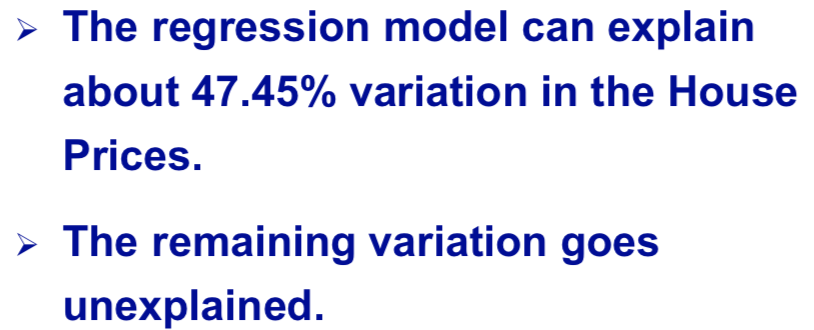 ➢ The regression model can explain
about 47.45% variation in the House
Prices.
➢ The remaining variation goes
unexplained.